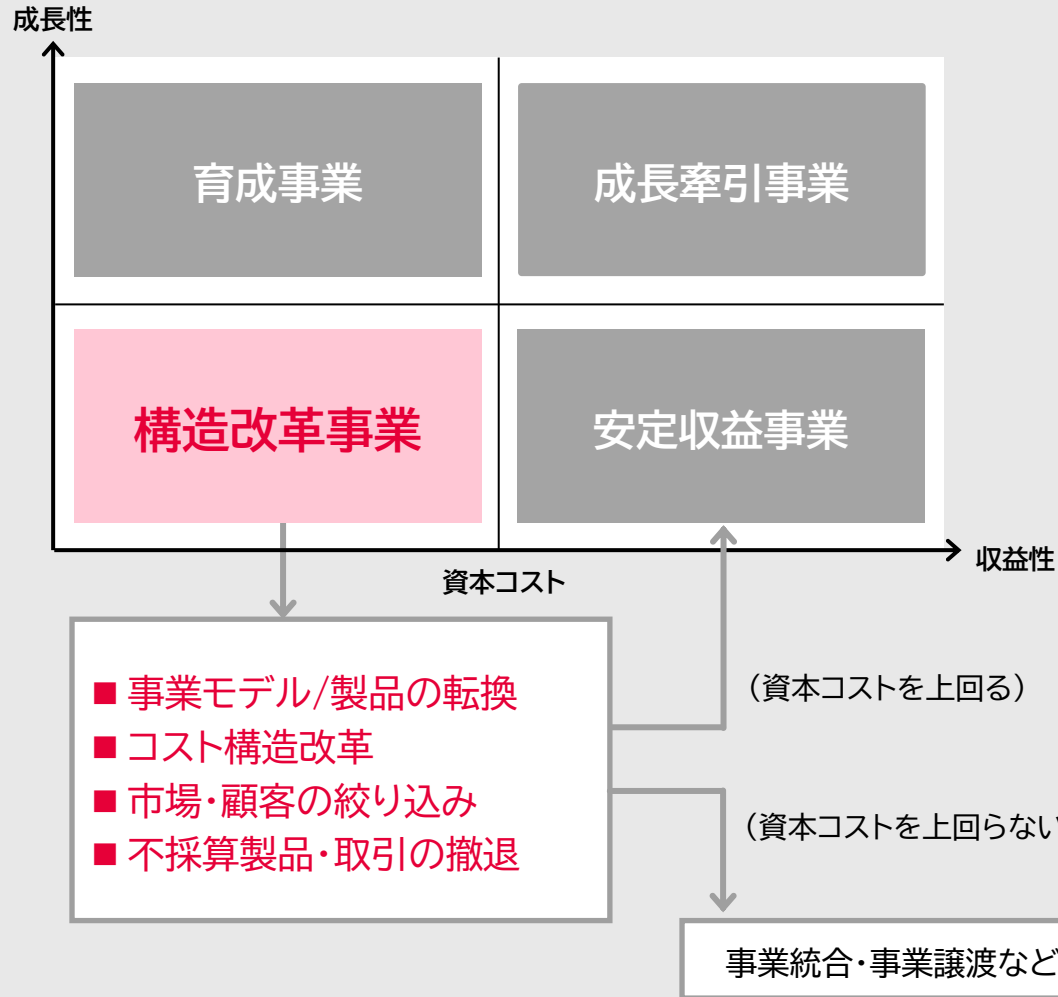 成長性
育成事業
成長牽引事業
構造改革事業
安定収益事業
収益性
資本コスト
■ 事業モデル/製品の転換
■ コスト構造改革
■ 市場・顧客の絞り込み
■ 不採算製品・取引の撤退
（資本コストを上回る）
（資本コストを上回らない
事業統合・事業譲渡など